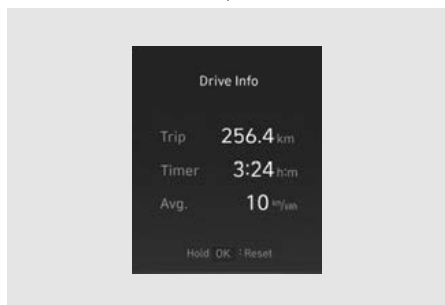 Drive Info
Trip 256.4 km
Timer 3:24 h:m
Avg. 10 km/kWh
Hold OK : Reset